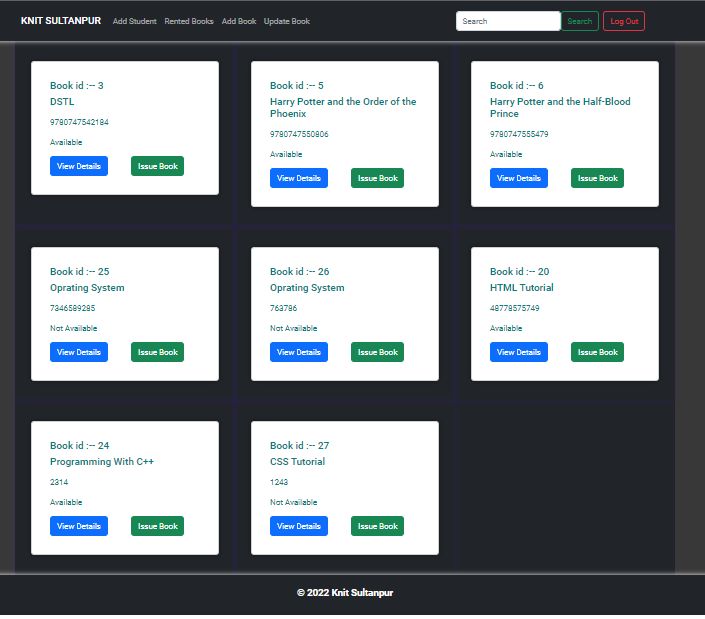 KNIT SULTANPUR Add Student Rented Books Add Book Update Book Search Search Log Out
Book id :-- 3
DSTL
9780747542184
Available
View Details Issue Book
Book id :-- 5
Harry Potter and the Order of the
Phoenix
9780747550806
Available
View Details Issue Book
Book id :-- 6
Harry Potter and the Half-Blood
Prince
9780747555479
Available
View Details Issue Book
Book id :-- 25
Oprating System
7346589285
Not Available
View Details Issue Book
Book id :-- 26
Oprating System
763786
Not Available
View Details Issue Book
Book id :-- 20
HTML Tutorial
48778575749
Available
View Details Issue Book
Book id :-- 24
Programming With C++
2314
Available
View Details Issue Book
Book id :-- 27
CSS Tutorial
1243
Not Available
View Details Issue Book
© 2022 Knit Sultanpur